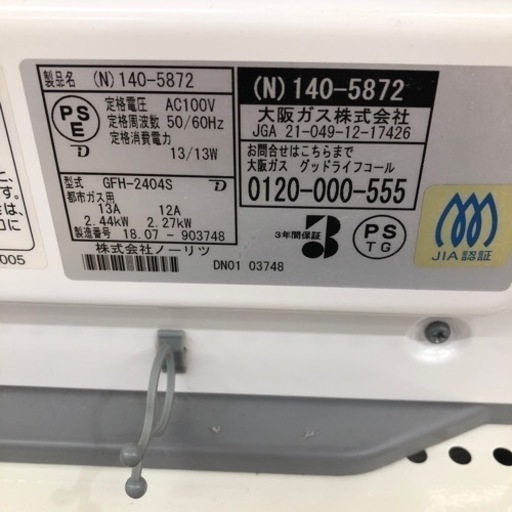 製品名 (N) 140-5872
PS
E
定格電圧 AC100V
定格周波数 50/60Hz
定格消費電力
13/13W
型式 GFH-2404S
都市ガス用
13A 12A
2.44kW 2.27kW
製造番号 18.07 903748
株式会社ノーリツ
DN01 03748
(N) 140-5872
大阪ガス株式会社
JGA 21-049-12-17426
お問合せはこちらまで
大阪ガス グッドライフコール
0120-000-555
3年間保証
PS
TG
JIA認証
005